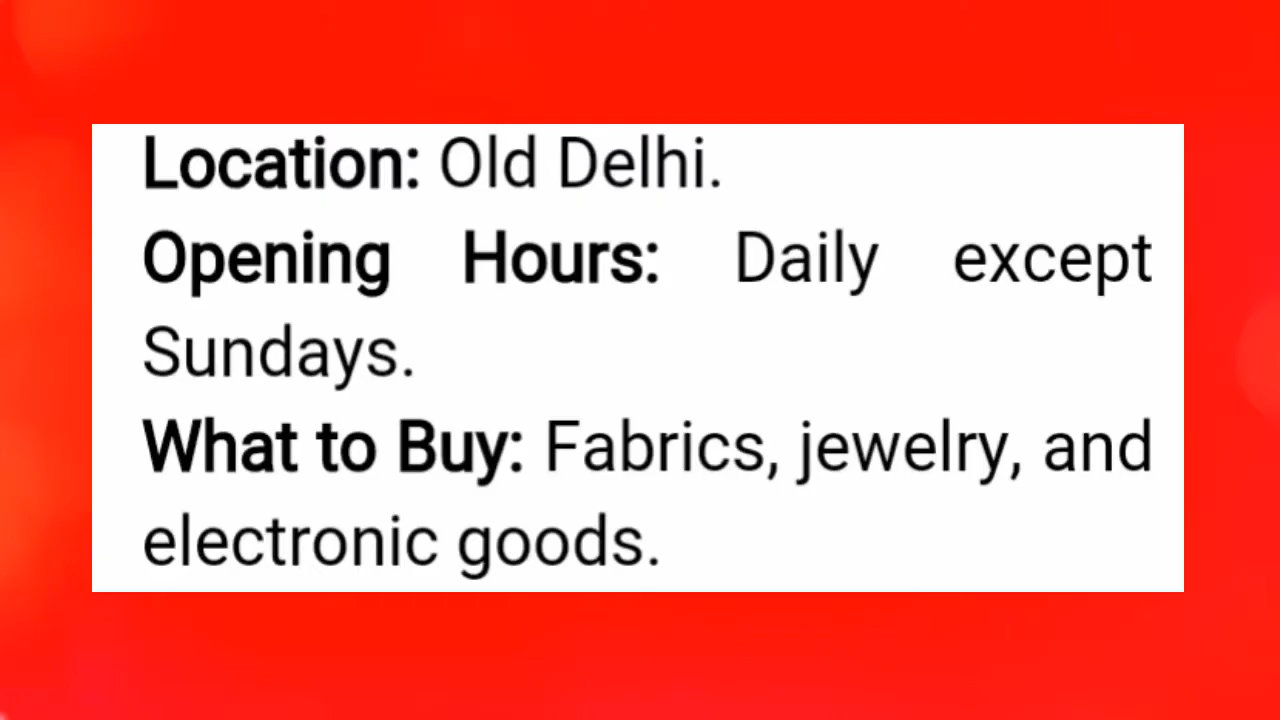 Location: Old Delhi.
Opening Hours: Daily except
Sundays.
What to Buy: Fabrics, jewelry, and
electronic goods.